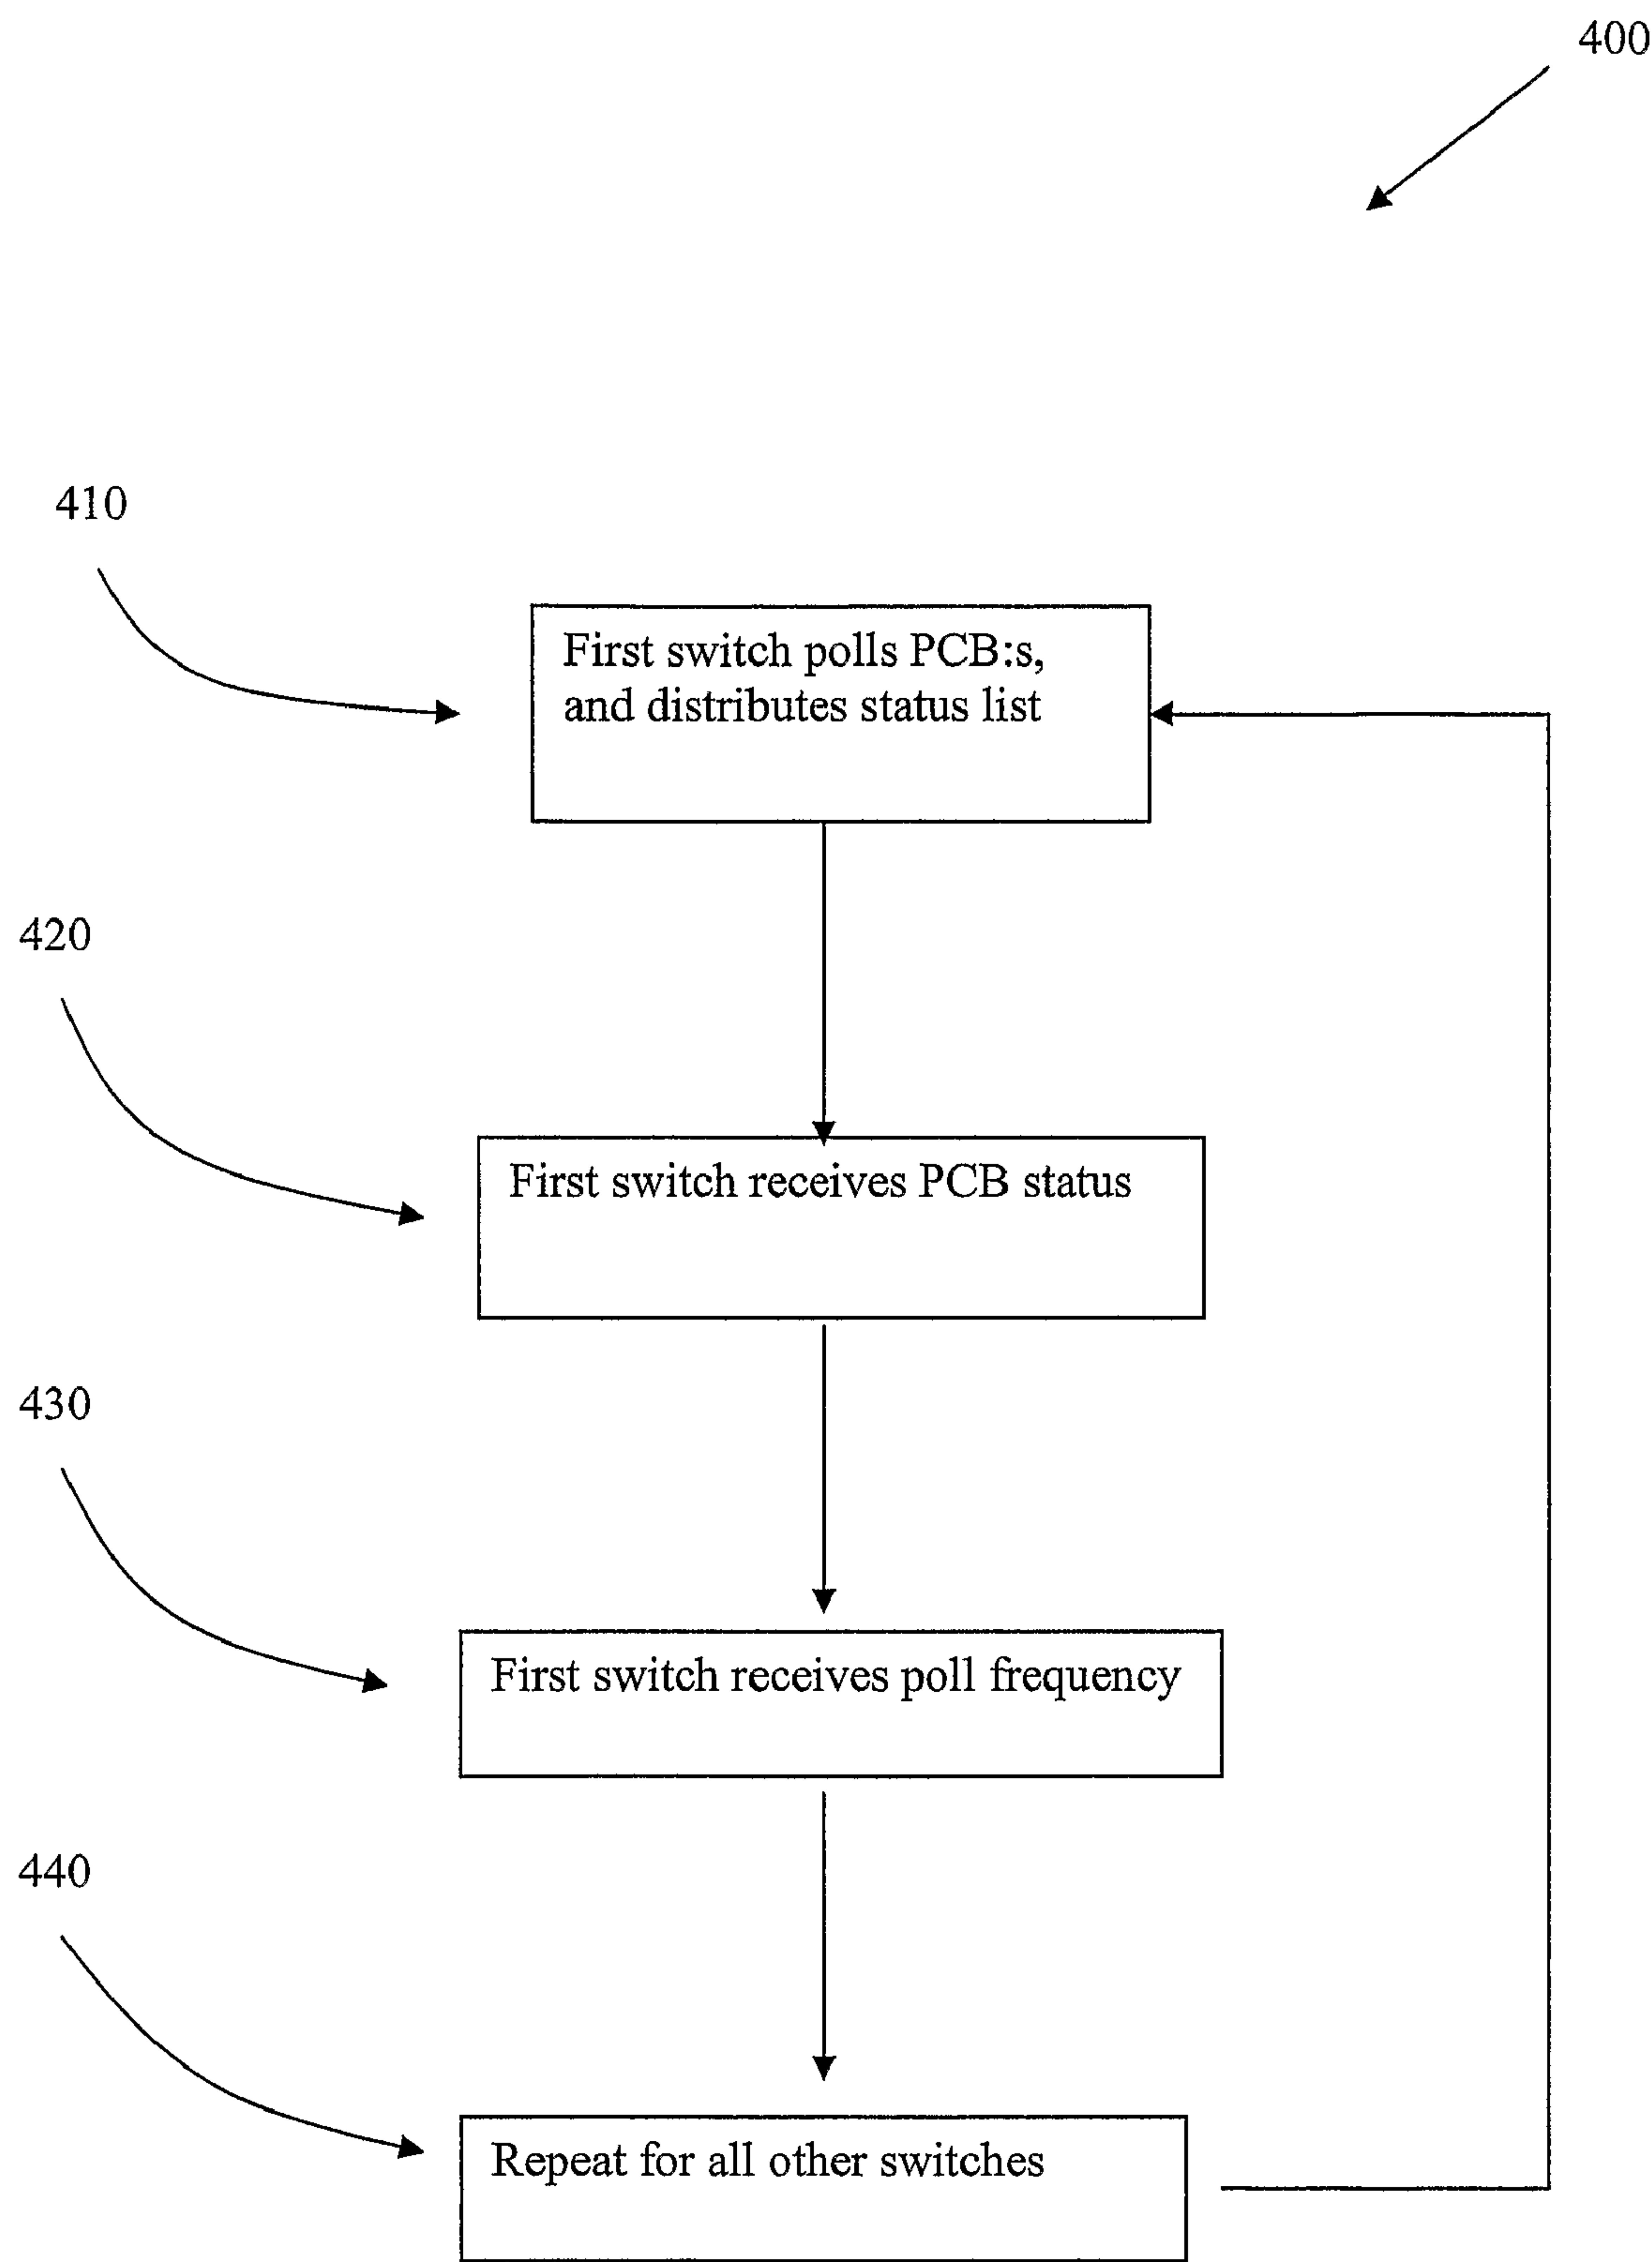 400
410
First switch polls PCB:s,
and distributes status list
420
First switch receives PCB status
430
First switch receives poll frequency
440
Repeat for all other switches